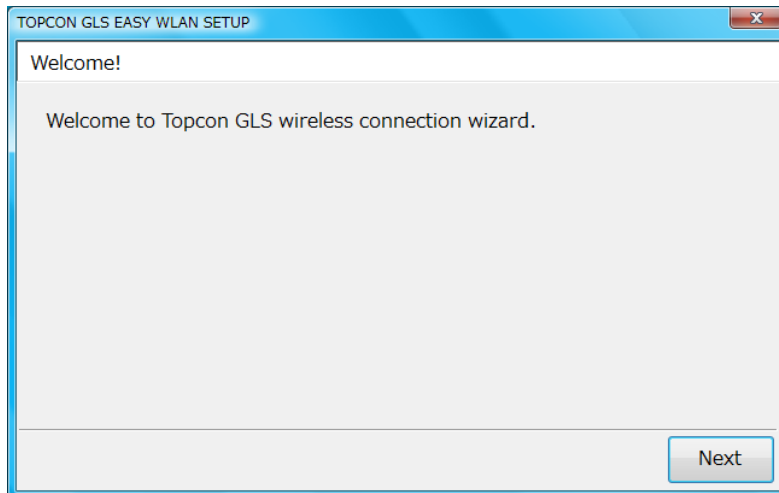 TOPCON GLS EASY WLAN SETUP
Welcome!
Welcome to Topcon GLS wireless connection wizard.
Next